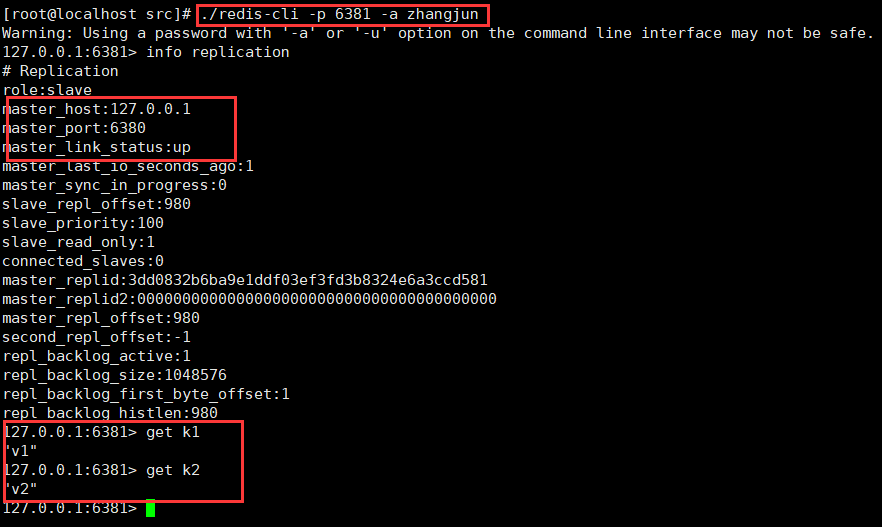 [root@localhost src]# ./redis-cli -p 6381 -a zhangjun
Warning: Using a password with '-a' or '-u' option on the command line interface may not be safe.
127.0.0.1:6381> info replication
# Replication
role:slave
master_host:127.0.0.1
master_port:6380
master_link_status:up
master_last_io_seconds_ago:1
master_sync_in_progress:0
slave_repl_offset:980
slave_priority:100
slave_read_only:1
connected_slaves:0
master_replid:3dd0832b6ba9e1ddf03ef3fd3b8324e6a3ccd581
master_replid2:0000000000000000000000000000000000000000
master_repl_offset:980
second_repl_offset:-1
repl_backlog_active:1
repl_backlog_size:1048576
repl_backlog_first_byte_offset:1
repl_backlog_histlen:980
127.0.0.1:6381> get k1
"v1"
127.0.0.1:6381> get k2
"v2"
127.0.0.1:6381>